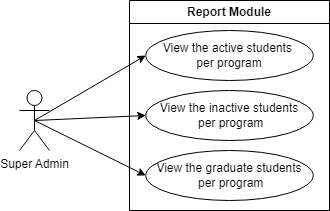 Report Module
View the active students
per program
View the inactive students
per program
Super Admin
View the graduate students
per program